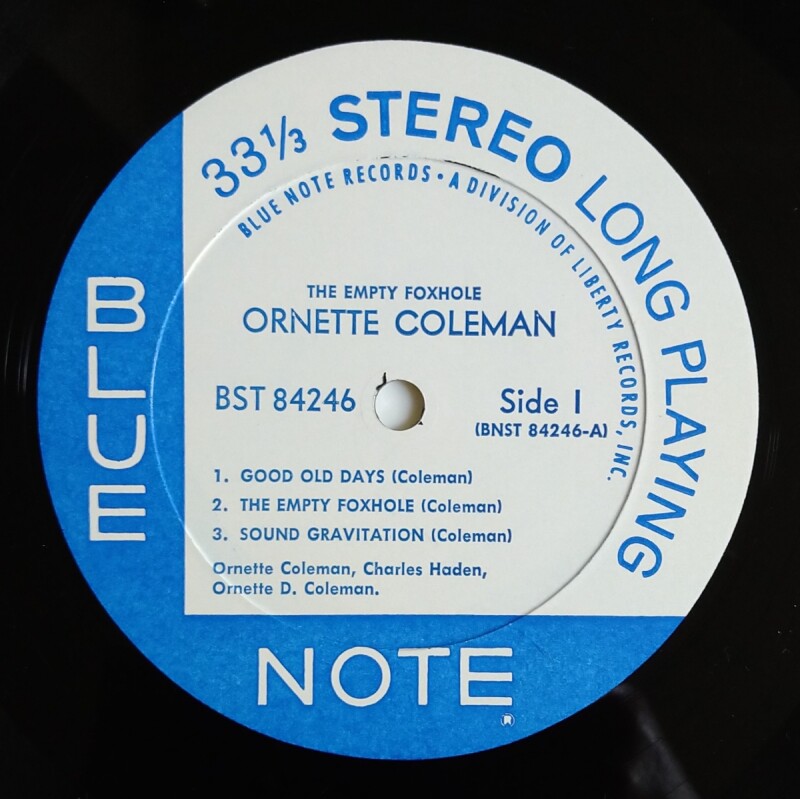 33⅓ STEREO LONG PLAYING
BLUE NOTE RECORDS • A DIVISION OF LIBERTY RECORDS, INC.
THE EMPTY FOXHOLE
ORNETTE COLEMAN
BST 84246
Side 1
(BNST 84246-A)
1. GOOD OLD DAYS (Coleman)
2. THE EMPTY FOXHOLE (Coleman)
3. SOUND GRAVITATION (Coleman)
Ornette Coleman, Charles Haden,
Ornette D. Coleman.
BLUE
NOTE
®